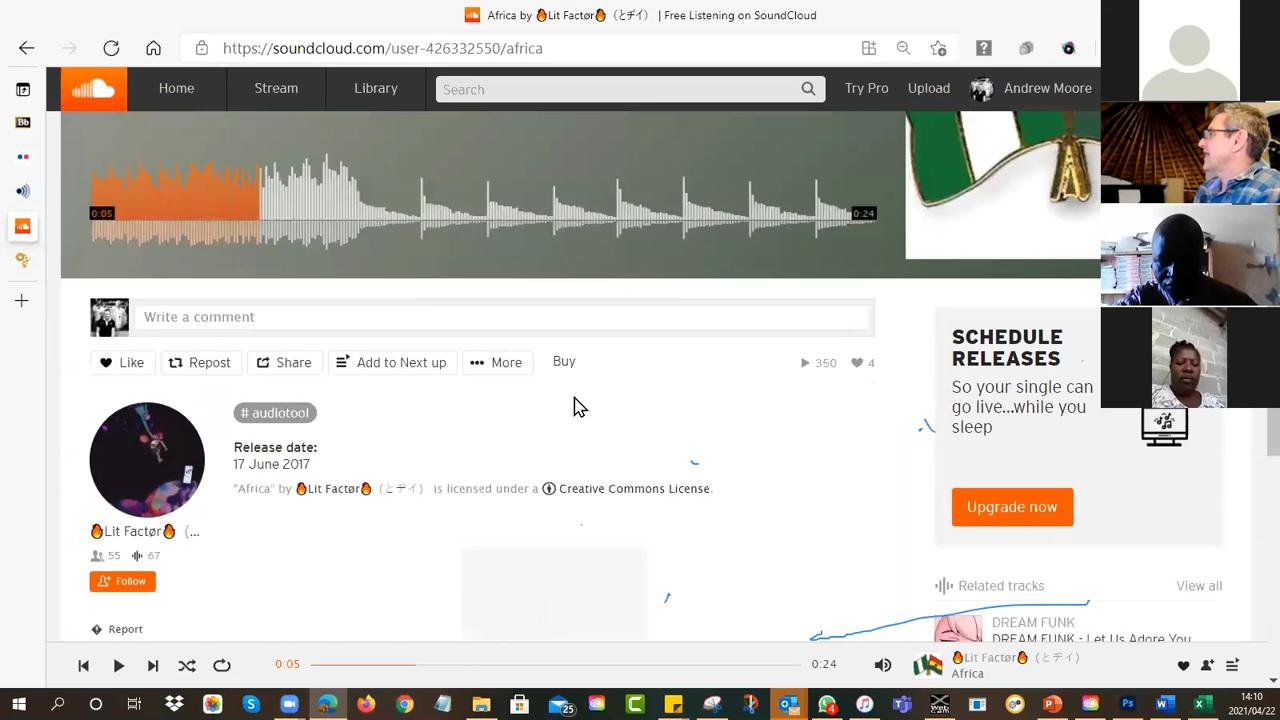 Africa by 🔥Lit Factør🔥 (とデイ) | Free Listening on SoundCloud
https://soundcloud.com/user-426332550/africa
Home Stream Library Search Try Pro Upload Andrew Moore
Bb
0:05 0:24
Write a comment
Like Repost Share Add to Next up More Buy 350 4
# audiotool
Release date:
17 June 2017
"Africa" by 🔥Lit Factør🔥 (とデイ) is licensed under a Creative Commons License.
🔥Lit Factør🔥 (...
55 67
Follow
Report
SCHEDULE
RELEASES
So your single can
go live...while you
sleep
Upgrade now
Related tracks View all
DREAM FUNK
DREAM FUNK - Let Us Adore You
0:05 0:24
🔥Lit Factør🔥 (とデイ)
Africa
25
4
14:10
2021/04/22